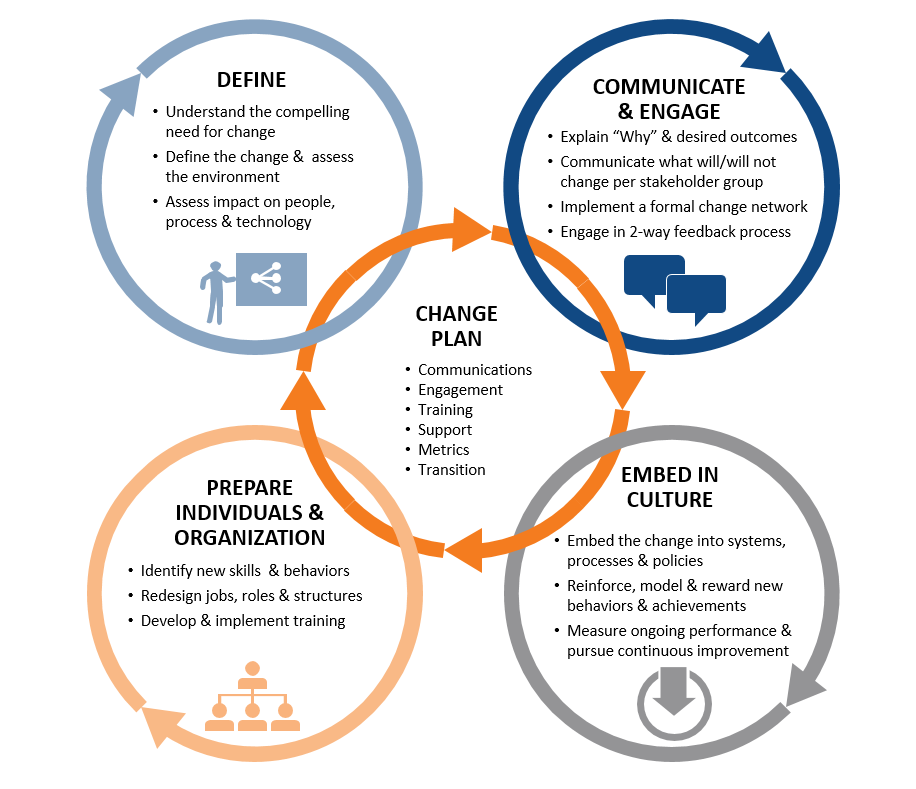 DEFINE
• Understand the compelling
need for change
• Define the change & assess
the environment
• Assess impact on people,
process & technology
COMMUNICATE
& ENGAGE
• Explain “Why” & desired outcomes
• Communicate what will/will not
change per stakeholder group
• Implement a formal change network
• Engage in 2-way feedback process
CHANGE
PLAN
• Communications
• Engagement
• Training
• Support
• Metrics
• Transition
PREPARE
INDIVIDUALS &
ORGANIZATION
• Identify new skills & behaviors
• Redesign jobs, roles & structures
• Develop & implement training
EMBED IN
CULTURE
• Embed the change into systems,
processes & policies
• Reinforce, model & reward new
behaviors & achievements
• Measure ongoing performance &
pursue continuous improvement